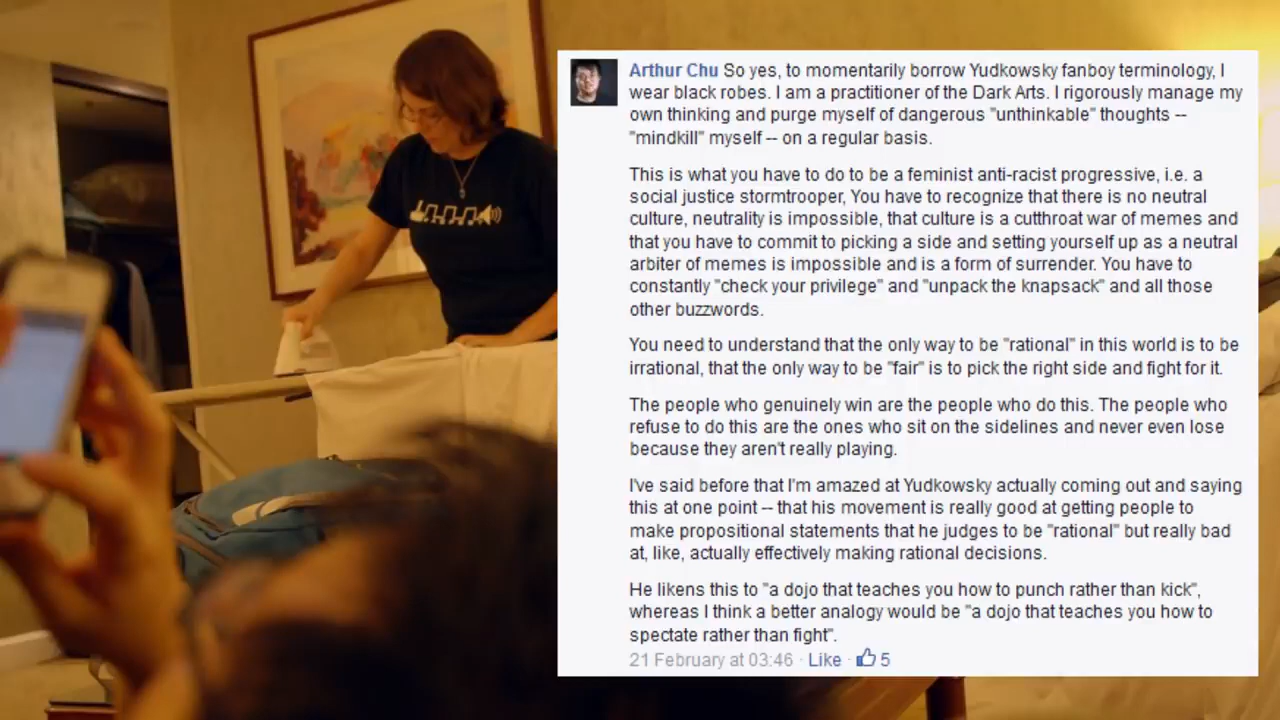 Arthur Chu So yes, to momentarily borrow Yudkowsky fanboy terminology, I
wear black robes. I am a practitioner of the Dark Arts. I rigorously manage my
own thinking and purge myself of dangerous "unthinkable" thoughts --
"mindkill" myself -- on a regular basis.
This is what you have to do to be a feminist anti-racist progressive, i.e. a
social justice stormtrooper, You have to recognize that there is no neutral
culture, neutrality is impossible, that culture is a cutthroat war of memes and
that you have to commit to picking a side and setting yourself up as a neutral
arbiter of memes is impossible and is a form of surrender. You have to
constantly "check your privilege" and "unpack the knapsack" and all those
other buzzwords.
You need to understand that the only way to be "rational" in this world is to be
irrational, that the only way to be "fair" is to pick the right side and fight for it.
The people who genuinely win are the people who do this. The people who
refuse to do this are the ones who sit on the sidelines and never even lose
because they aren't really playing.
I've said before that I'm amazed at Yudkowsky actually coming out and saying
this at one point -- that his movement is really good at getting people to
make propositional statements that he judges to be "rational" but really bad
at, like, actually effectively making rational decisions.
He likens this to "a dojo that teaches you how to punch rather than kick",
whereas I think a better analogy would be "a dojo that teaches you how to
spectate rather than fight".
21 February at 03:46 · Like · 5